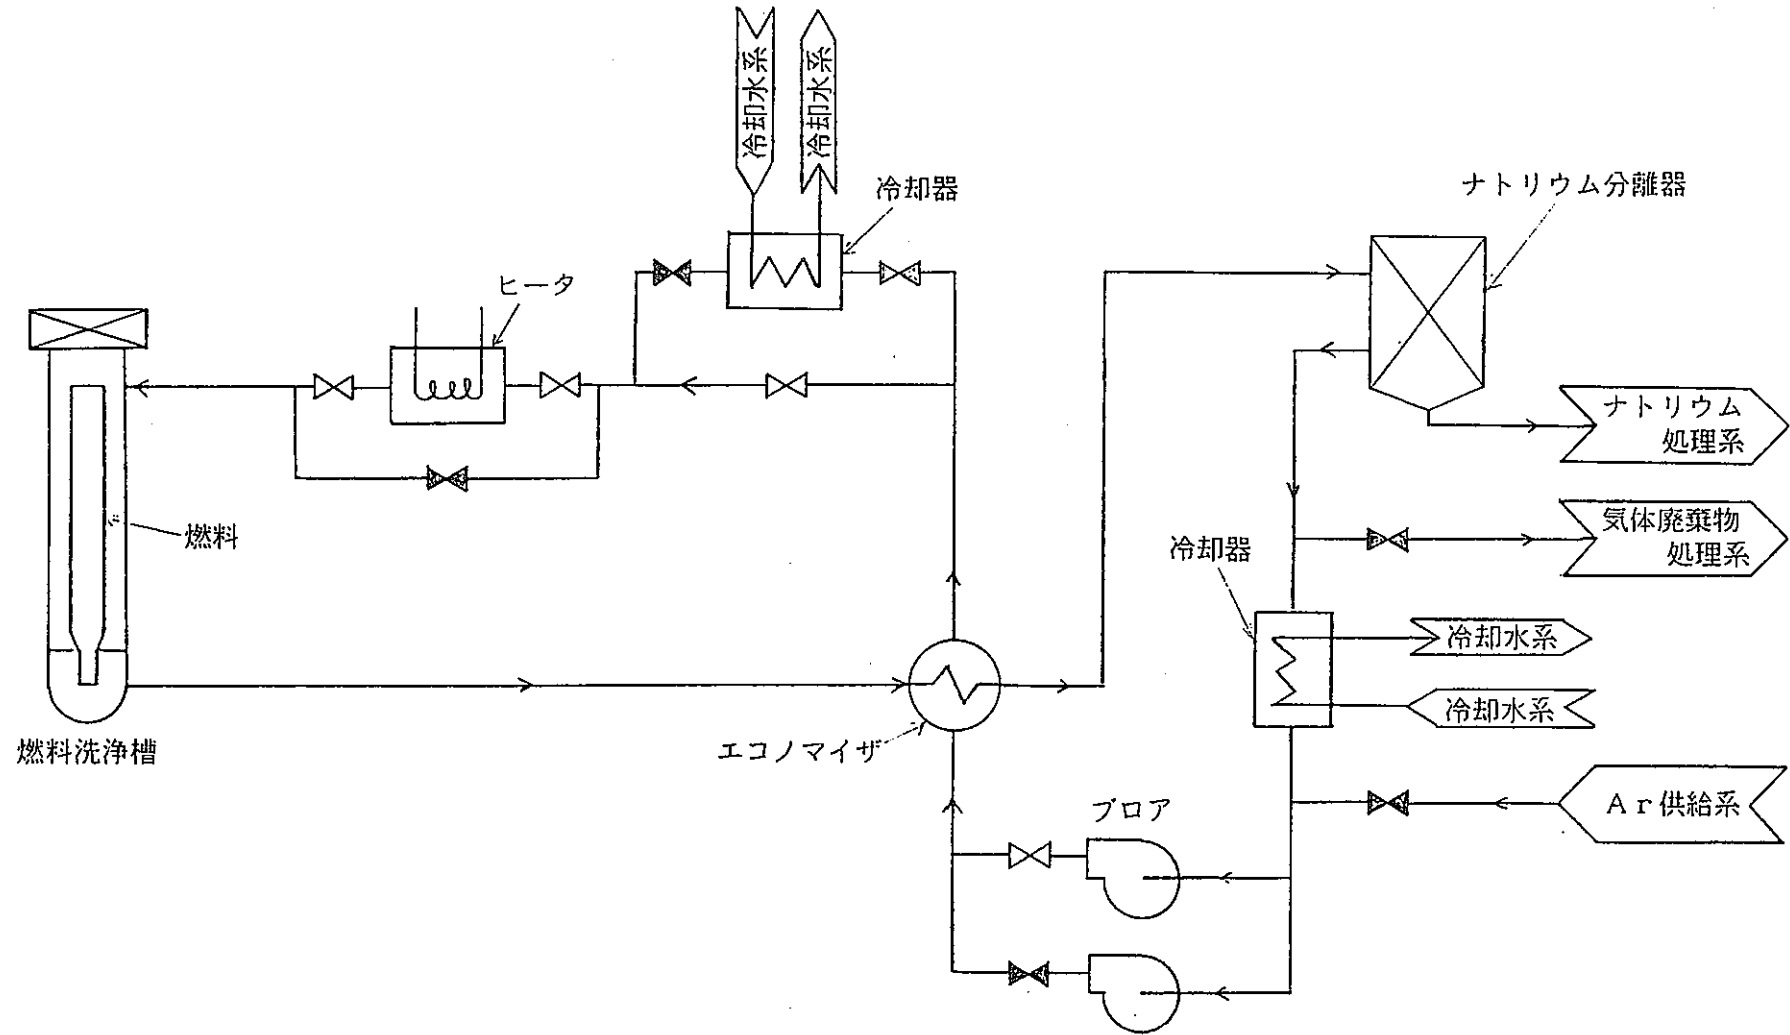 冷却水系
冷却水系
冷却器
ナトリウム分離器
ヒータ
ナトリウム
処理系
燃料
気体廃棄物
処理系
冷却器
冷却水系
冷却水系
燃料洗浄槽
エコノマイザ
ブロア
Ar供給系